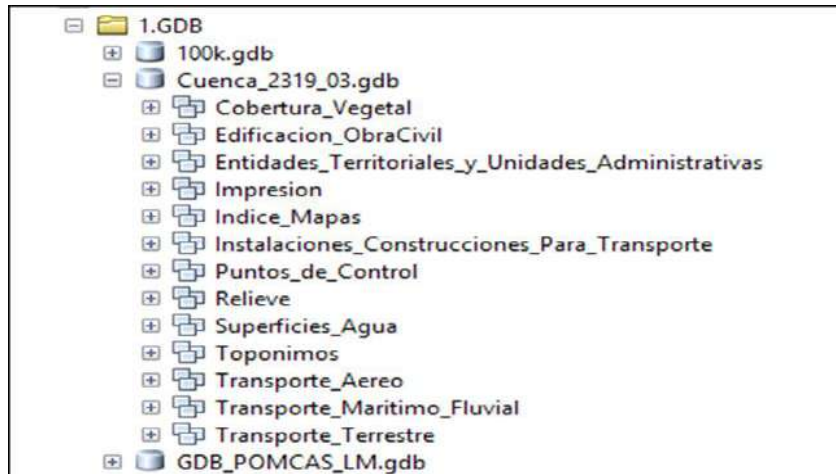 1.GDB
100k.gdb
Cuenca_2319_03.gdb
Cobertura_Vegetal
Edificacion_ObraCivil
Entidades_Territoriales_y_Unidades_Administrativas
Impresion
Indice_Mapas
Instalaciones_Construcciones_Para_Transporte
Puntos_de_Control
Relieve
Superficies_Agua
Toponimos
Transporte_Aereo
Transporte_Maritimo_Fluvial
Transporte_Terrestre
GDB_POMCAS_LM.gdb